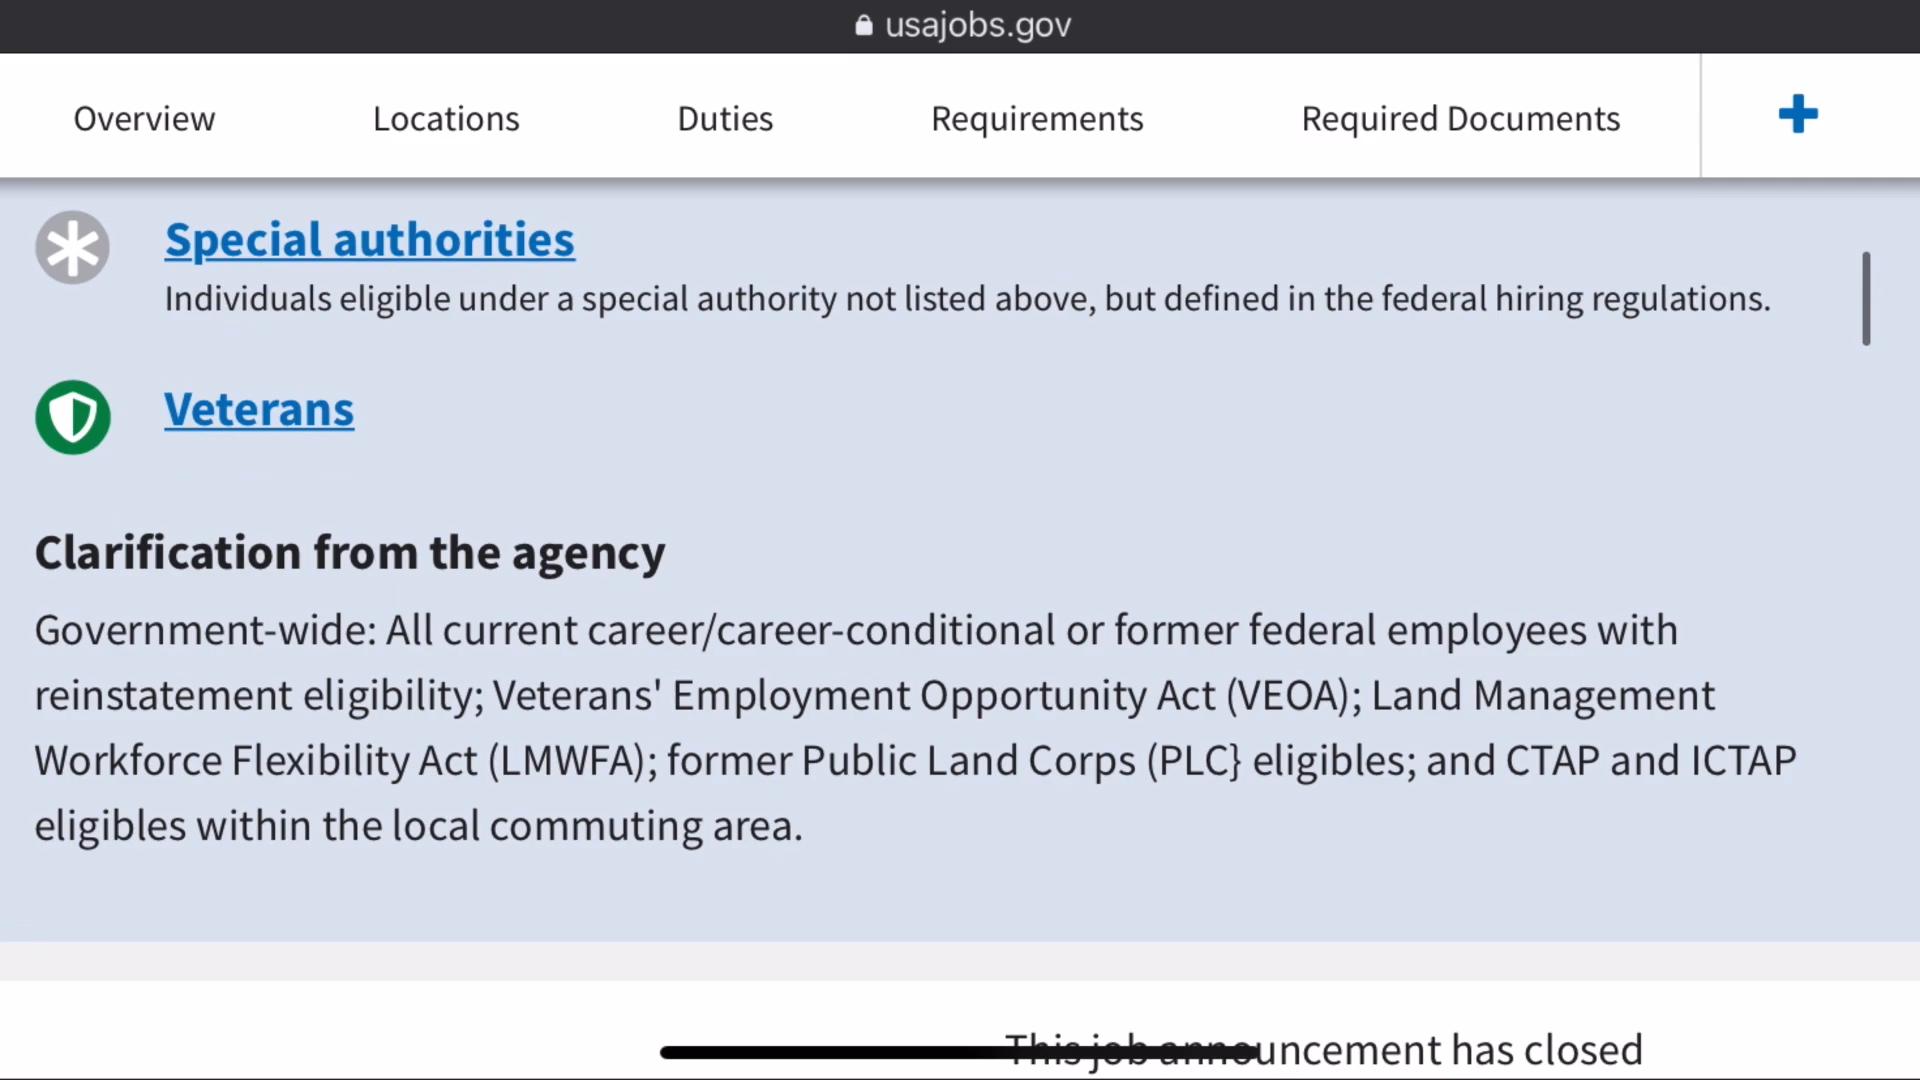 usajobs.gov
Overview Locations Duties Requirements Required Documents
Special authorities
Individuals eligible under a special authority not listed above, but defined in the federal hiring regulations.
Veterans
Clarification from the agency
Government-wide: All current career/career-conditional or former federal employees with
reinstatement eligibility; Veterans' Employment Opportunity Act (VEOA); Land Management
Workforce Flexibility Act (LMWFA); former Public Land Corps (PLC} eligibles; and CTAP and ICTAP
eligibles within the local commuting area.
This job announcement has closed